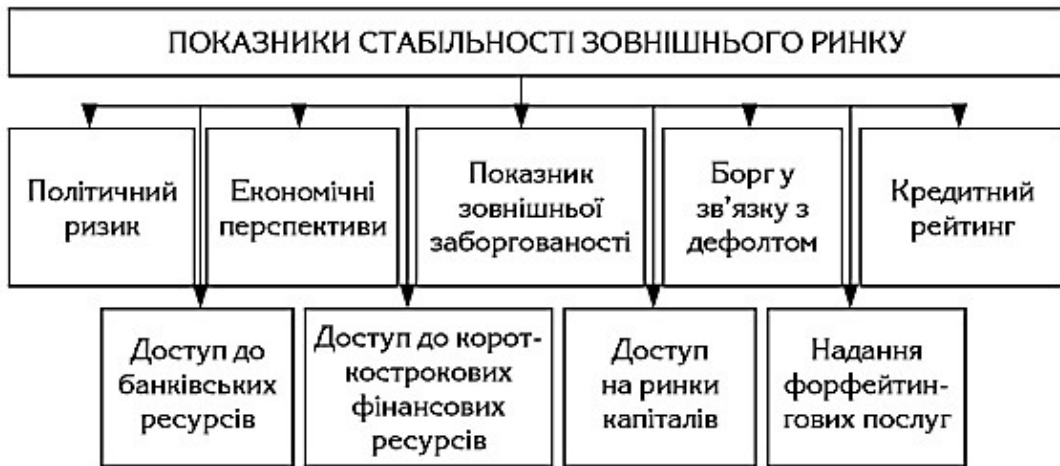 ПОКАЗНИКИ СТАБІЛЬНОСТІ ЗОВНІШНЬОГО РИНКУ
Політичний
ризик
Економічні
перспективи
Показник
зовнішньої
заборгованості
Борг у
зв’язку з
дефолтом
Кредитний
рейтинг
Доступ до
банківських
ресурсів
Доступ до корот-
кострокових
фінансових
ресурсів
Доступ
на ринки
капіталів
Надання
форфейтин-
гових послуг